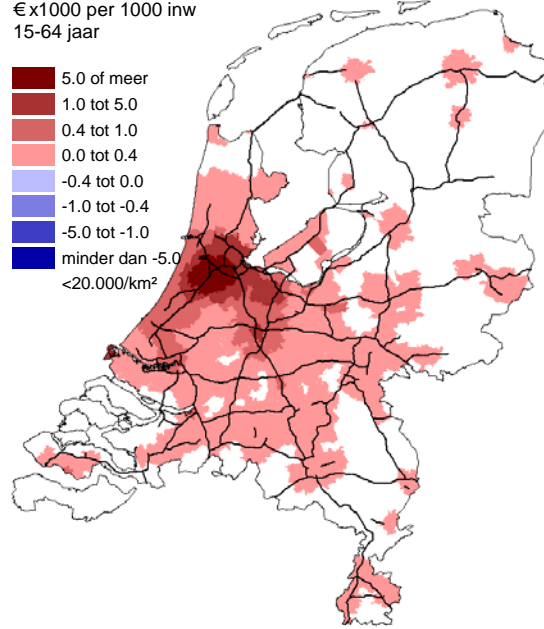 € x1000 per 1000 inw
15-64 jaar
5.0 of meer
1.0 tot 5.0
0.4 tot 1.0
0.0 tot 0.4
-0.4 tot 0.0
-1.0 tot -0.4
-5.0 tot -1.0
minder dan -5.0
<20.000/km²